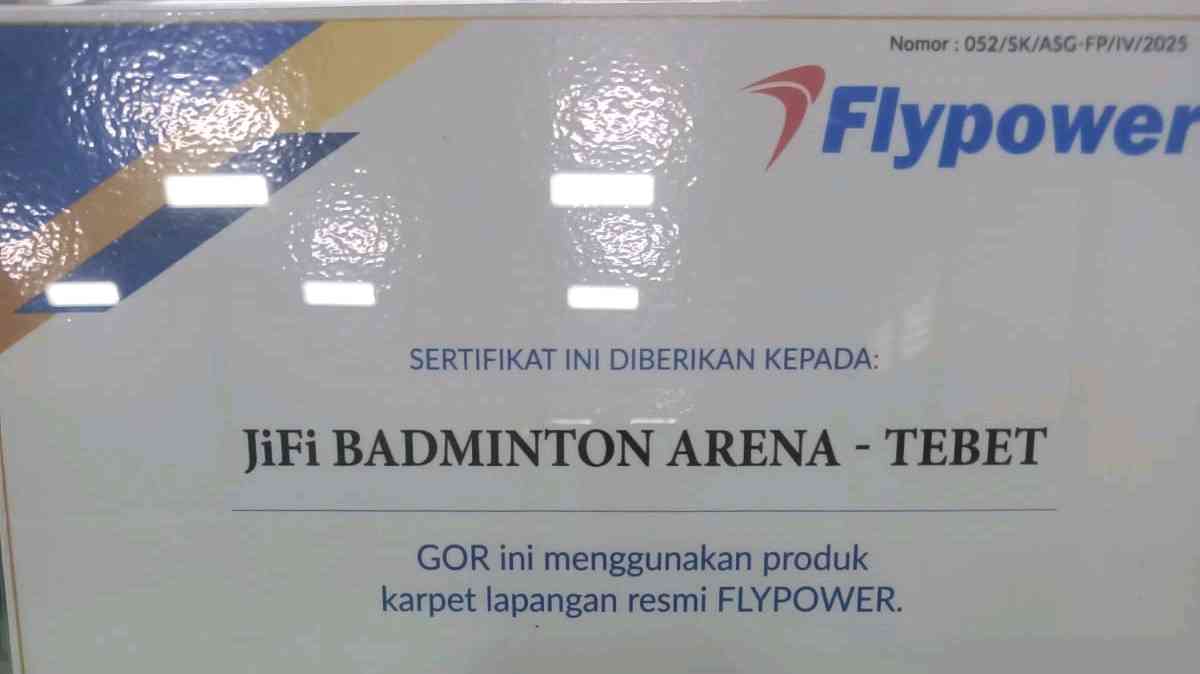 Nomor : 052/SK/ASG-FP/IV/2025
Flypower
SERTIFIKAT INI DIBERIKAN KEPADA:
JiFi BADMINTON ARENA - TEBET
GOR ini menggunakan produk
karpet lapangan resmi FLYPOWER.